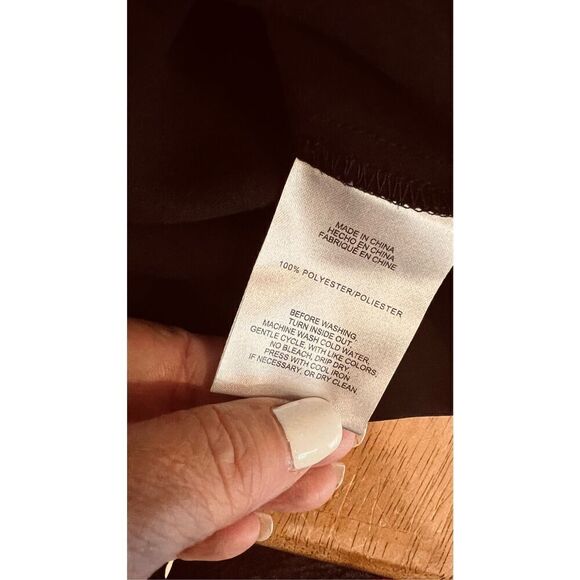 MADE IN CHINA
HECHO EN CHINA
FABRIQUE EN CHINE
100% POLYESTER/POLIESTER
BEFORE WASHING.
TURN INSIDE OUT.
MACHINE WASH COLD WATER,
GENTLE CYCLE, WITH LIKE COLORS,
NO BLEACH, DRIP DRY.
PRESS WITH COOL IRON
IF NECESSARY, OR DRY CLEAN.